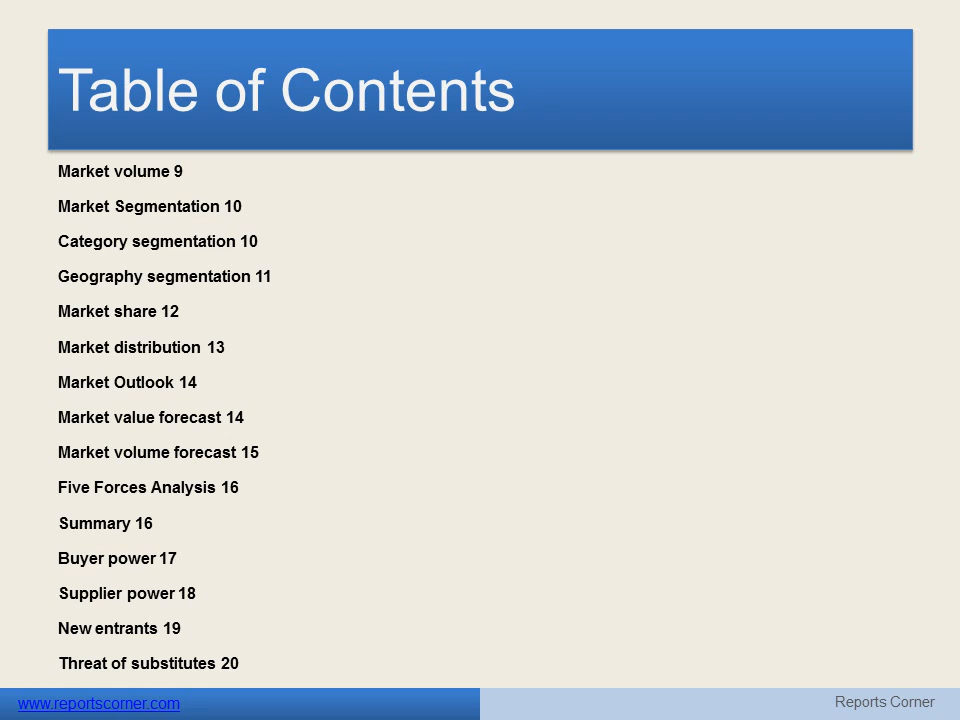 Table of Contents
Market volume 9
Market Segmentation 10
Category segmentation 10
Geography segmentation 11
Market share 12
Market distribution 13
Market Outlook 14
Market value forecast 14
Market volume forecast 15
Five Forces Analysis 16
Summary 16
Buyer power 17
Supplier power 18
New entrants 19
Threat of substitutes 20
www.reportscorner.com
Reports Corner